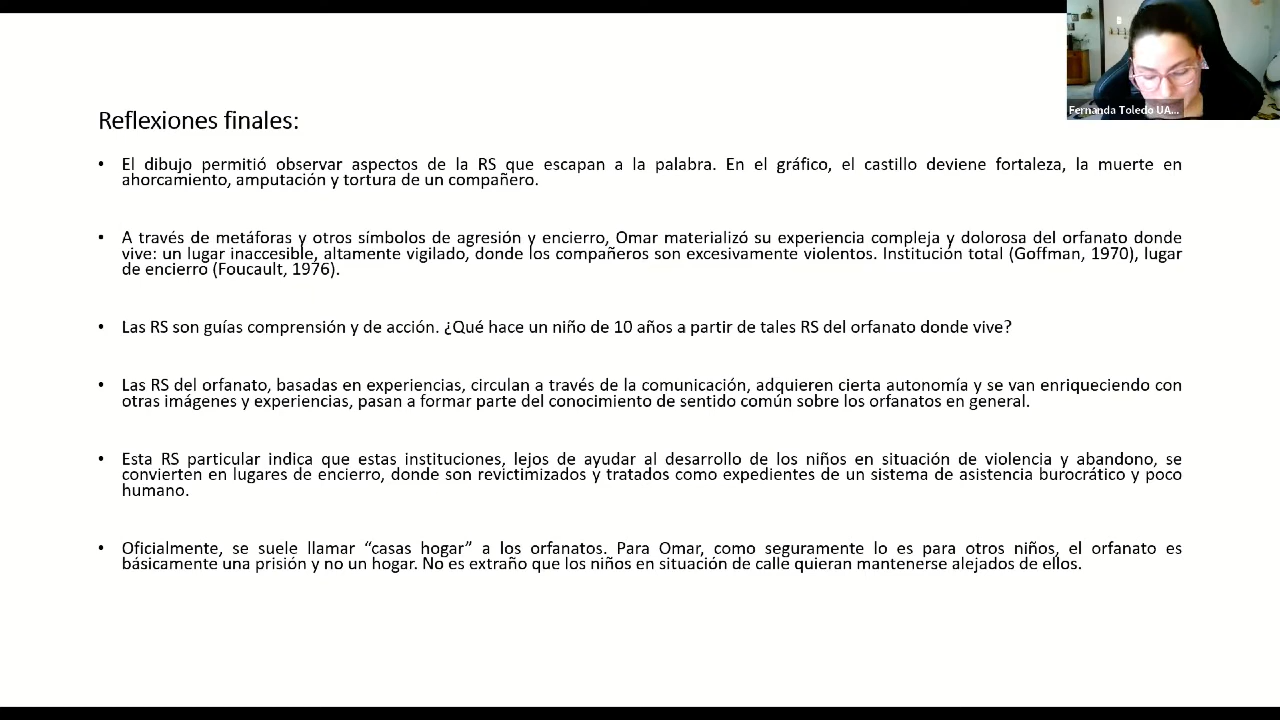 Fernanda Toledo UA...
Reflexiones finales:
• El dibujo permitió observar aspectos de la RS que escapan a la palabra. En el gráfico, el castillo deviene fortaleza, la muerte en
ahorcamiento, amputación y tortura de un compañero.
• A través de metáforas y otros símbolos de agresión y encierro, Omar materializó su experiencia compleja y dolorosa del orfanato donde
vive: un lugar inaccesible, altamente vigilado, donde los compañeros son excesivamente violentos. Institución total (Goffman, 1970), lugar
de encierro (Foucault, 1976).
• Las RS son guías comprensión y de acción. ¿Qué hace un niño de 10 años a partir de tales RS del orfanato donde vive?
• Las RS del orfanato, basadas en experiencias, circulan a través de la comunicación, adquieren cierta autonomía y se van enriqueciendo con
otras imágenes y experiencias, pasan a formar parte del conocimiento de sentido común sobre los orfanatos en general.
• Esta RS particular indica que estas instituciones, lejos de ayudar al desarrollo de los niños en situación de violencia y abandono, se
convierten en lugares de encierro, donde son revictimizados y tratados como expedientes de un sistema de asistencia burocrático y poco
humano.
• Oficialmente, se suele llamar “casas hogar” a los orfanatos. Para Omar, como seguramente lo es para otros niños, el orfanato es
básicamente una prisión y no un hogar. No es extraño que los niños en situación de calle quieran mantenerse alejados de ellos.